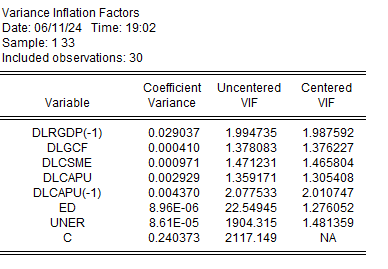 Variance Inflation Factors
Date: 06/11/24 Time: 19:02
Sample: 1 33
Included observations: 30
Coefficient Uncentered Centered
Variable Variance VIF VIF
DLRGDP(-1) 0.029037 1.994735 1.987592
DLGCF 0.000410 1.378083 1.376227
DLCSME 0.000971 1.471231 1.465804
DLCAPU 0.002929 1.359171 1.305408
DLCAPU(-1) 0.004370 2.077533 2.010747
ED 8.96E-06 22.54945 1.276052
UNER 8.61E-05 1904.315 1.481359
C 0.240373 2117.149 NA